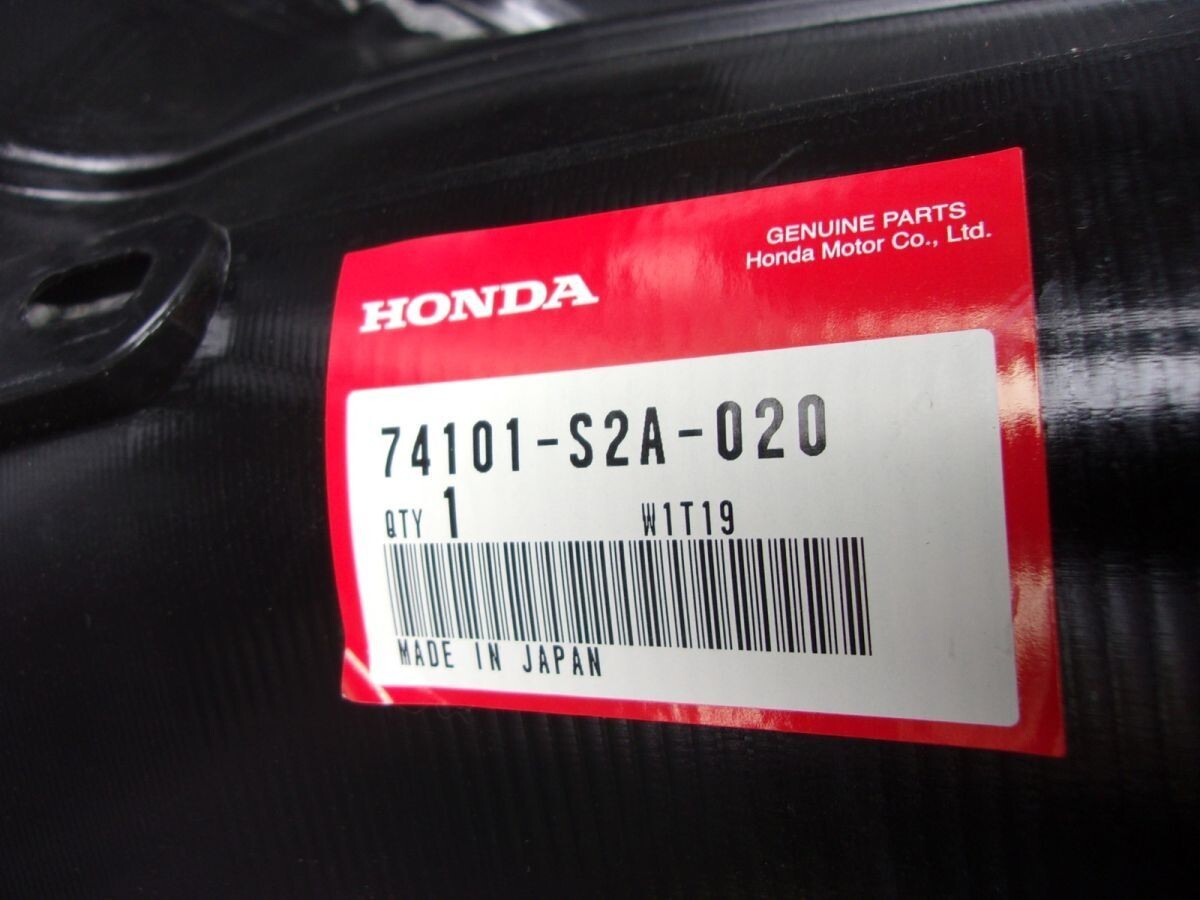 GENUINE PARTS
Honda Motor Co., Ltd.
HONDA
74101-S2A-020
QTY 1 W1T19
MADE IN JAPAN